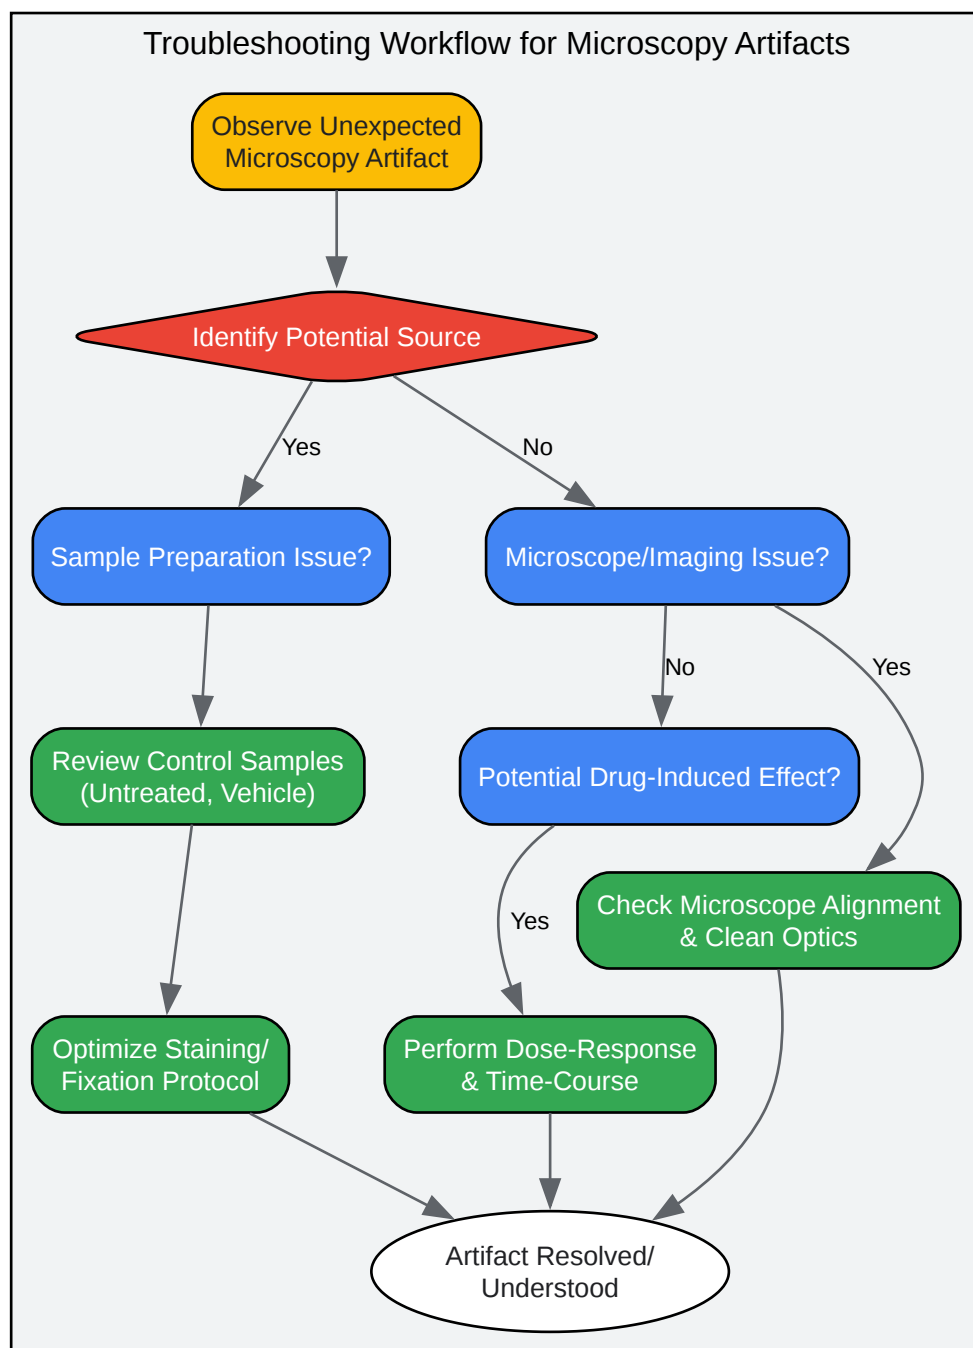 Troubleshooting Workflow for Microscopy Artifacts
Observe Unexpected
Microscopy Artifact
Identify Potential Source
Yes
No
Sample Preparation Issue?
Microscope/Imaging Issue?
No
Yes
Review Control Samples
(Untreated, Vehicle)
Potential Drug-Induced Effect?
Yes
Check Microscope Alignment
& Clean Optics
Optimize Staining/
Fixation Protocol
Perform Dose-Response
& Time-Course
Artifact Resolved/
Understood